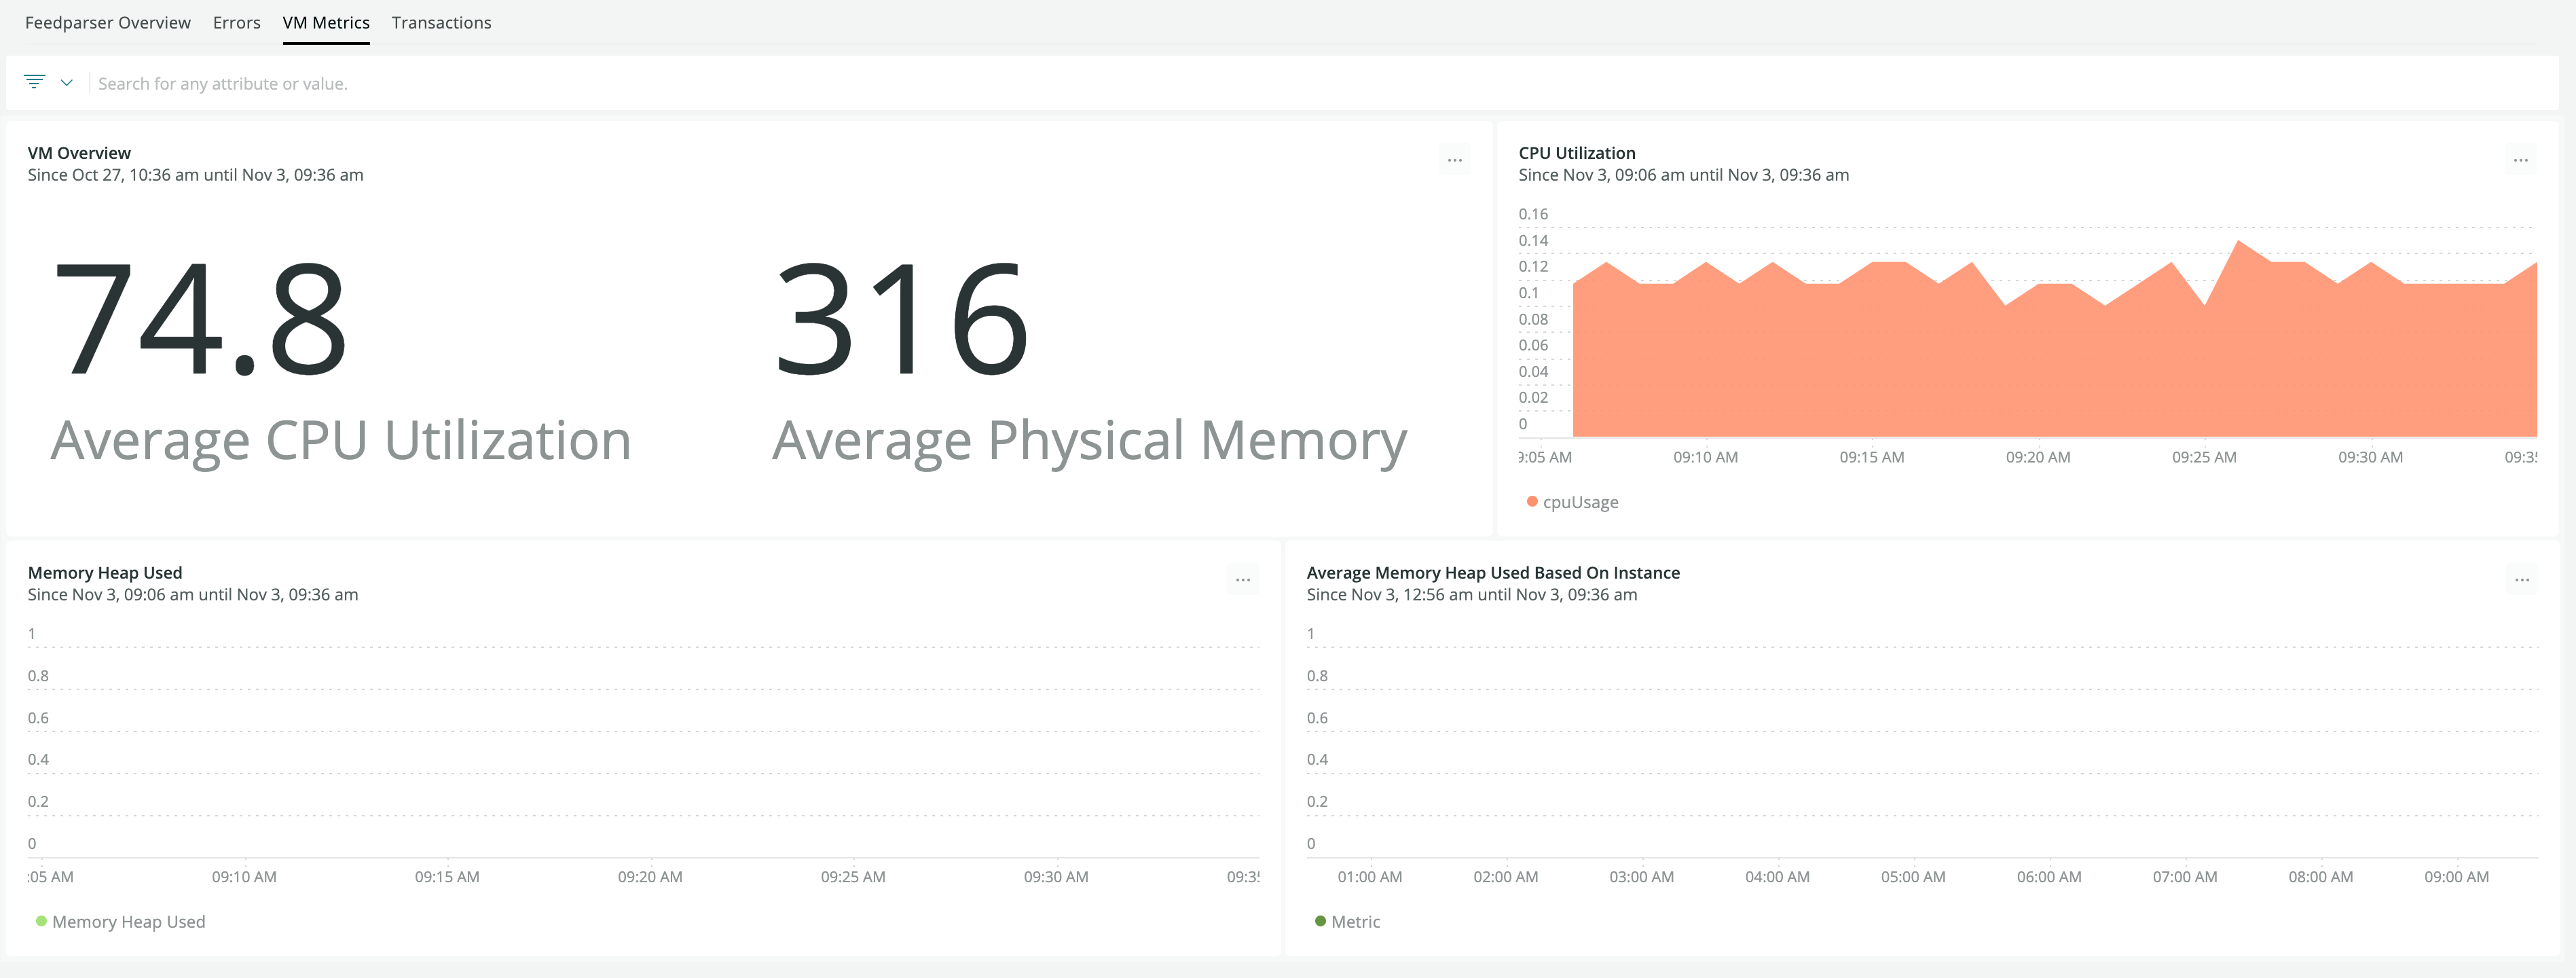 Feedparser Overview Errors VM Metrics Transactions
Search for any attribute or value.
VM Overview
Since Oct 27, 10:36 am until Nov 3, 09:36 am
...
74.8
Average CPU Utilization
316
Average Physical Memory
CPU Utilization
Since Nov 3, 09:06 am until Nov 3, 09:36 am
...
0.16
0.14
0.12
0.1
0.08
0.06
0.04
0.02
0
9:05 AM 09:10 AM 09:15 AM 09:20 AM 09:25 AM 09:30 AM 09:35
cpuUsage
Memory Heap Used
Since Nov 3, 09:06 am until Nov 3, 09:36 am
...
1
0.8
0.6
0.4
0.2
0
:05 AM 09:10 AM 09:15 AM 09:20 AM 09:25 AM 09:30 AM 09:35
Memory Heap Used
Average Memory Heap Used Based On Instance
Since Nov 3, 12:56 am until Nov 3, 09:36 am
...
1
0.8
0.6
0.4
0.2
0
01:00 AM 02:00 AM 03:00 AM 04:00 AM 05:00 AM 06:00 AM 07:00 AM 08:00 AM 09:00 AM
Metric